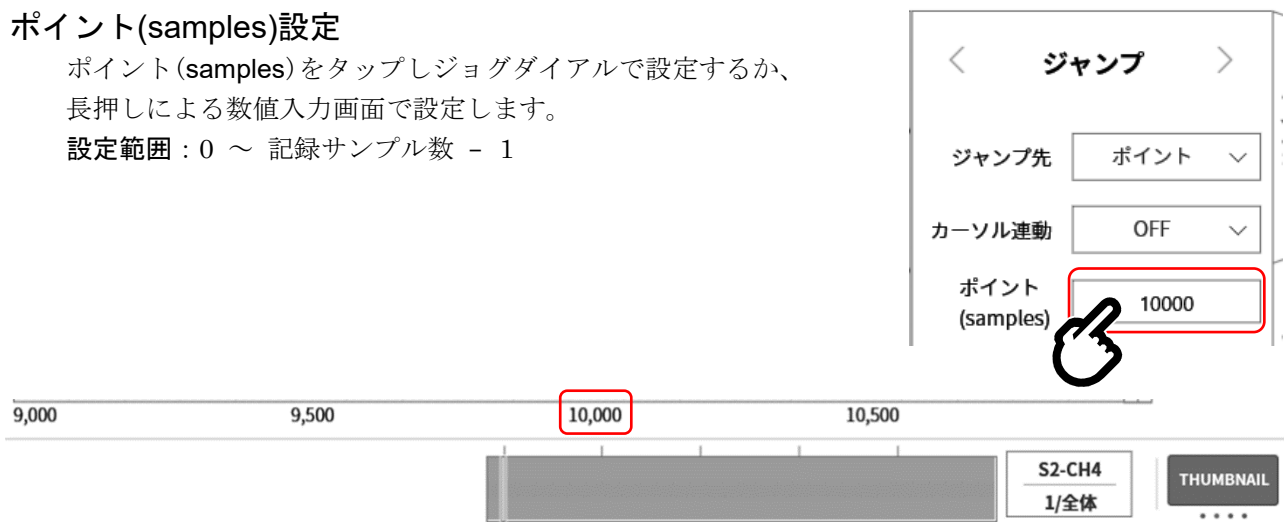 ポイント(samples)設定
ポイント(samples)をタップしジョグダイアルで設定するか、
長押しによる数値入力画面で設定します。
設定範囲：0 ～ 記録サンプル数 － 1
ジャンプ
ジャンプ先 ポイント
カーソル連動 OFF
ポイント
(samples) 10000
9,000 9,500 10,000 10,500
S2-CH4
1/全体
THUMBNAIL